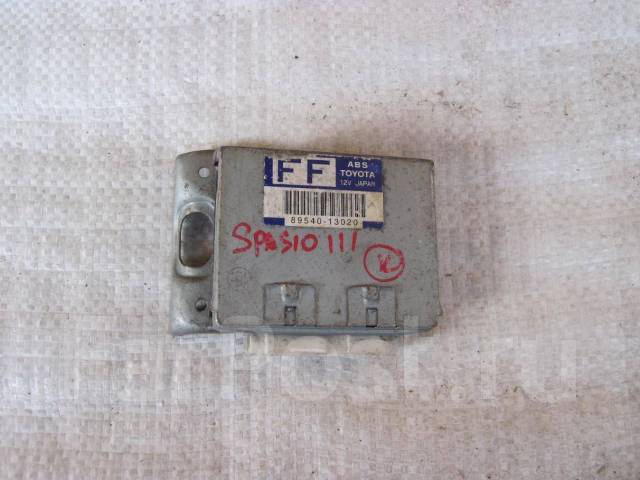 FF
ABS
TOYOTA
12V JAPAN
89540-13020
SPASIO 111